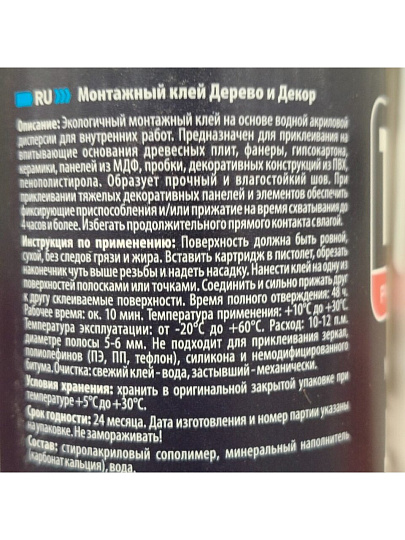 RU Монтажный клей Дерево и Декор
Описание: Экологичный монтажный клей на основе водной акриловой
дисперсии для внутренних работ. Предназначен для приклеивания на
впитывающие основания древесных плит, фанеры, гипсокартона,
керамики, панелей из МДФ, пробки, декоративных конструкций из ПВХ,
пенополистирола. Образует прочный и влагостойкий шов. При
приклеивании тяжелых декоративных панелей и элементов обеспечить
фиксирующие приспособления и/или прижатие на время схватывания до
4 часов и более. Избегать продолжительного прямого контакта с влагой.
Инструкция по применению: Поверхность должна быть ровной,
сухой, без следов грязи и жира. Вставить картридж в пистолет, обрезать
наконечник чуть выше резьбы и надеть насадку. Нанести клей на одну из
поверхностей полосками или точками. Соединить и сильно прижать друг
к другу склеиваемые поверхности. Время полного отверждения: 48 ч.
Рабочее время: ок. 10 мин. Температура применения: +10°С до +30°С.
Температура эксплуатации: от -20°С до +60°С. Расход: 10-12 п.м.
диаметре полосы 5-6 мм. Не подходит для приклеивания зеркал,
полиолефинов (ПЭ, ПП, тефлон), силикона и немодифицированного
битума. Очистка: свежий клей - вода, застывший - механически.
Условия хранения: хранить в оригинальной закрытой упаковке при
температуре +5°С до +30°С.
Срок годности: 24 месяца. Дата изготовления и номер партии указаны
на упаковке. Не замораживать!
Состав: стиролакриловый сополимер, минеральный наполнитель
(карбонат кальция), вода.